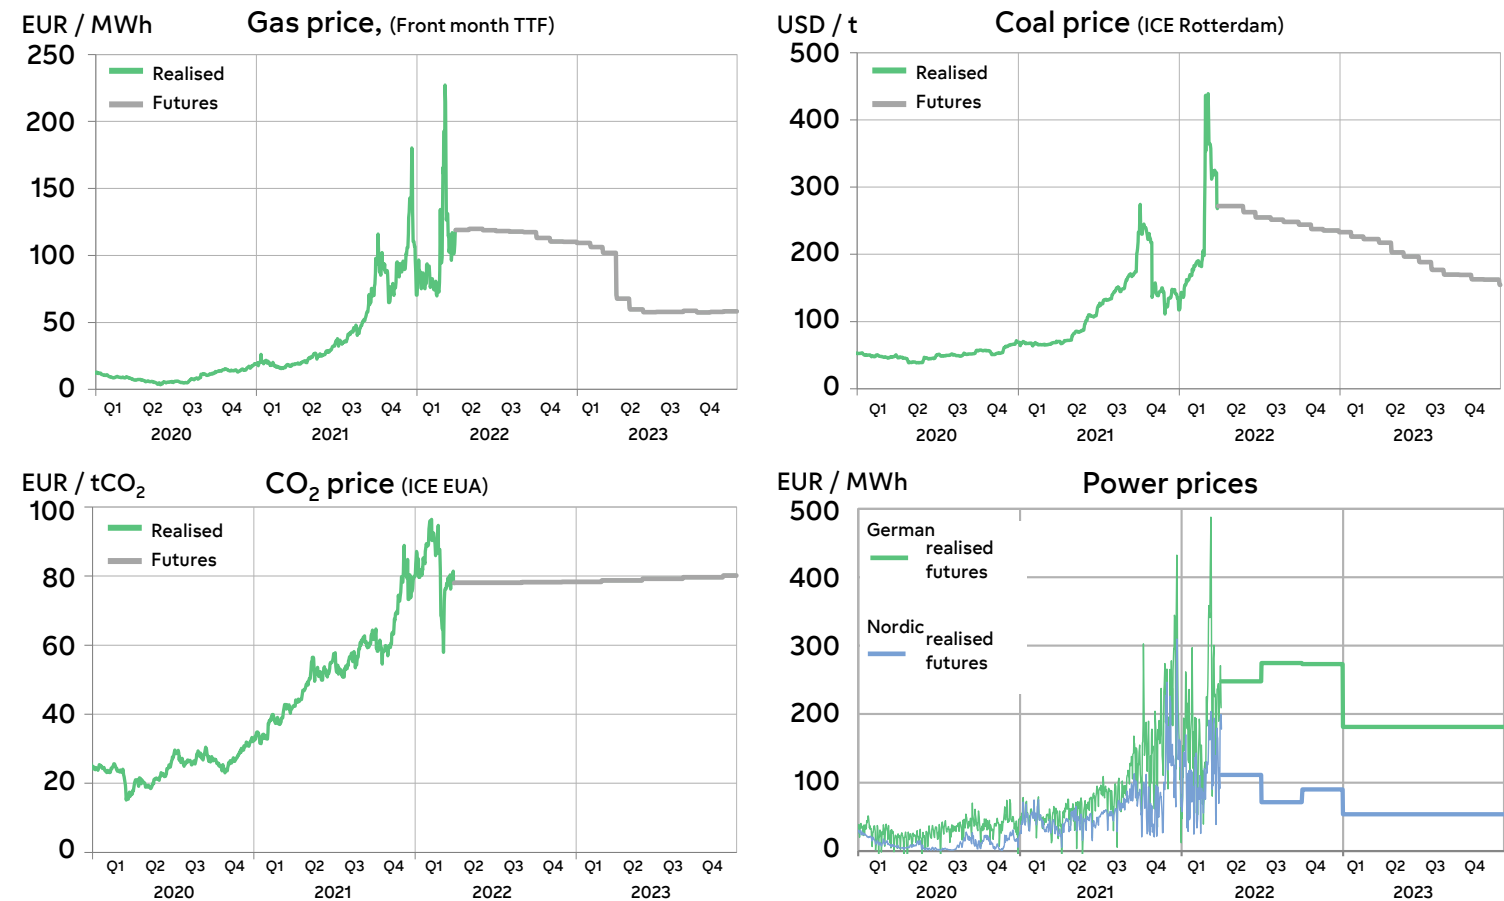 EUR / MWh
Gas price, (Front month TTF)
250
200
150
100
50
0
Realised
Futures
Q1 Q2 Q3 Q4 Q1 Q2 Q3 Q4 Q1 Q2 Q3 Q4 Q1 Q2 Q3 Q4
2020 2021 2022 2023
USD / t
Coal price (ICE Rotterdam)
500
400
300
200
100
0
Realised
Futures
Q1 Q2 Q3 Q4 Q1 Q2 Q3 Q4 Q1 Q2 Q3 Q4 Q1 Q2 Q3 Q4
2020 2021 2022 2023
EUR / tCO₂
CO₂ price (ICE EUA)
100
80
60
40
20
0
Realised
Futures
Q1 Q2 Q3 Q4 Q1 Q2 Q3 Q4 Q1 Q2 Q3 Q4 Q1 Q2 Q3 Q4
2020 2021 2022 2023
EUR / MWh
Power prices
500
400
300
200
100
0
German
realised
futures
Nordic
realised
futures
Q1 Q2 Q3 Q4 Q1 Q2 Q3 Q4 Q1 Q2 Q3 Q4 Q1 Q2 Q3 Q4
2020 2021 2022 2023